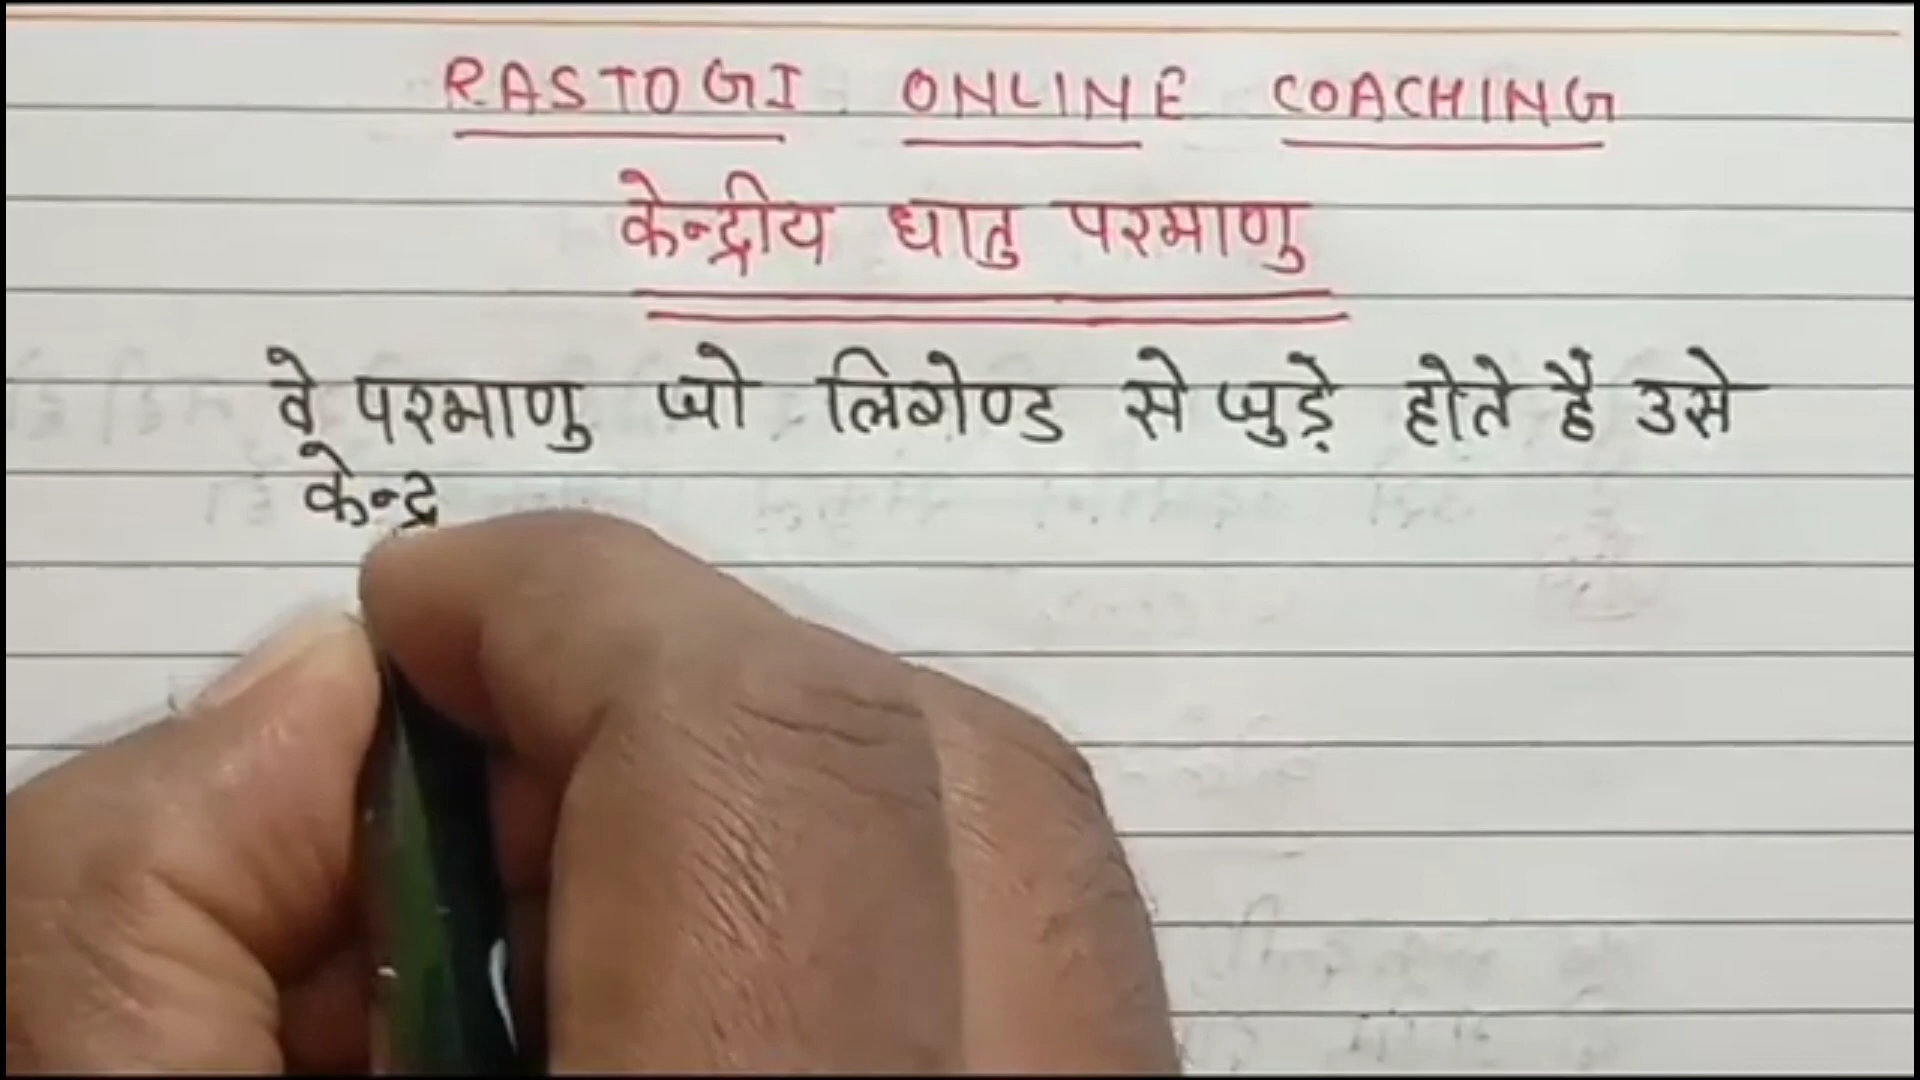 RASTOGI ONLINE COACHING
केन्द्रीय धातु परमाणु
वे परमाणु जो लिगेण्ड से जुड़े होते है उसे
केन्द्र